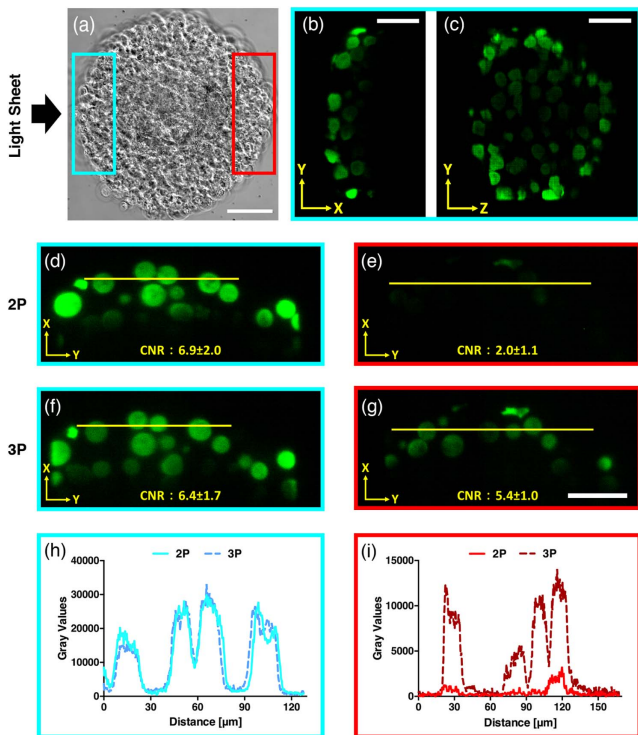 (a)
(b)
(c)
Light Sheet
Y
X
Y
Z
(d)
(e)
2P
X
Y
CNR : 6.9±2.0
X
Y
CNR : 2.0±1.1
(f)
(g)
3P
X
Y
CNR : 6.4±1.7
X
Y
CNR : 5.4±1.0
(h)
2P 3P
40000
30000
20000
10000
0
Gray Values
0 30 60 90 120
Distance [µm]
(i)
2P 3P
15000
10000
5000
0
Gray Values
0 30 60 90 120 150
Distance [µm]